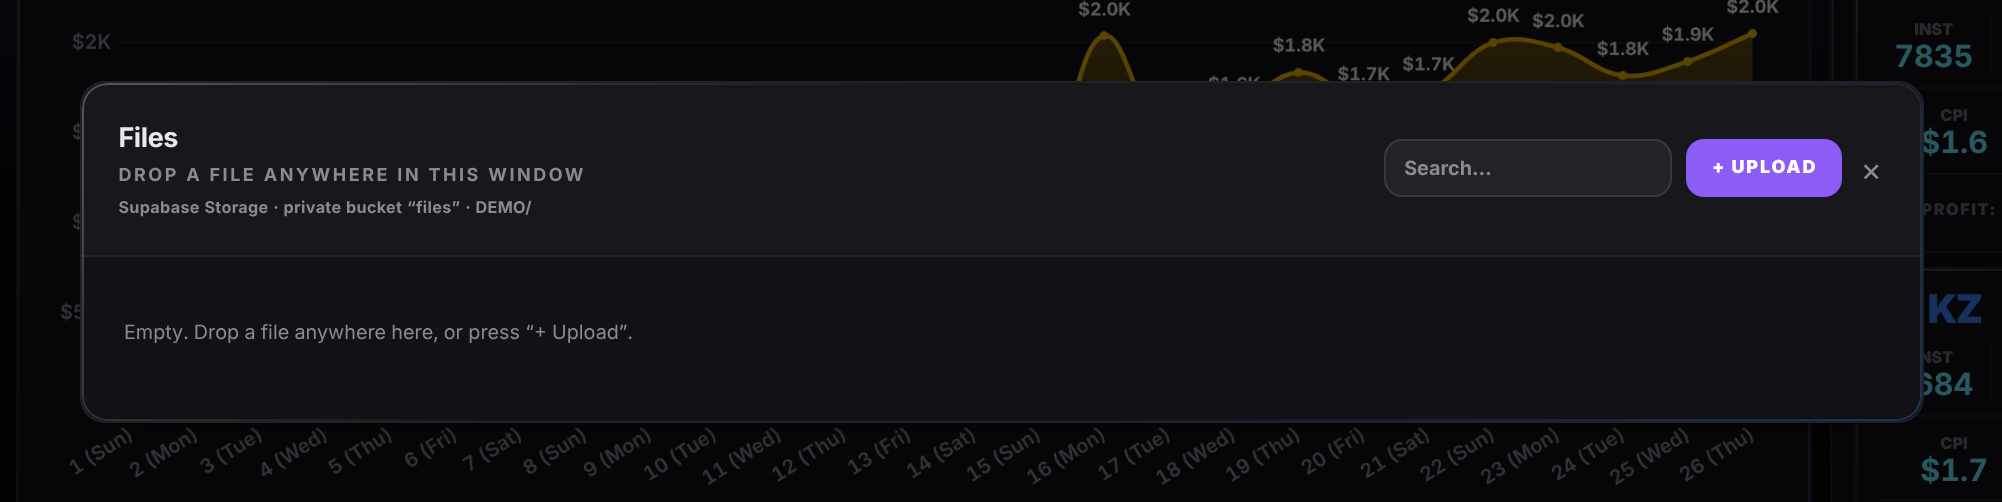 $2.0K
$2.0K
$2.0K
$2.0K
$1.9K
$1.8K
$1.8K
$1.7K
$1.7K
$2K
INST
7835
CPI
$1.6
PROFIT:
KZ
684
CPI
$1.7
Files
DROP A FILE ANYWHERE IN THIS WINDOW
Supabase Storage · private bucket “files” · DEMO/
Search...
+ UPLOAD
×
Empty. Drop a file anywhere here, or press “+ Upload”.
1 (Sun)
2 (Mon)
3 (Tue)
4 (Wed)
5 (Thu)
6 (Fri)
7 (Sat)
8 (Sun)
9 (Mon)
10 (Tue)
11 (Wed)
12 (Thu)
13 (Fri)
14 (Sat)
15 (Sun)
16 (Mon)
17 (Tue)
18 (Wed)
19 (Thu)
20 (Fri)
21 (Sat)
22 (Sun)
23 (Mon)
24 (Tue)
25 (Wed)
26 (Thu)